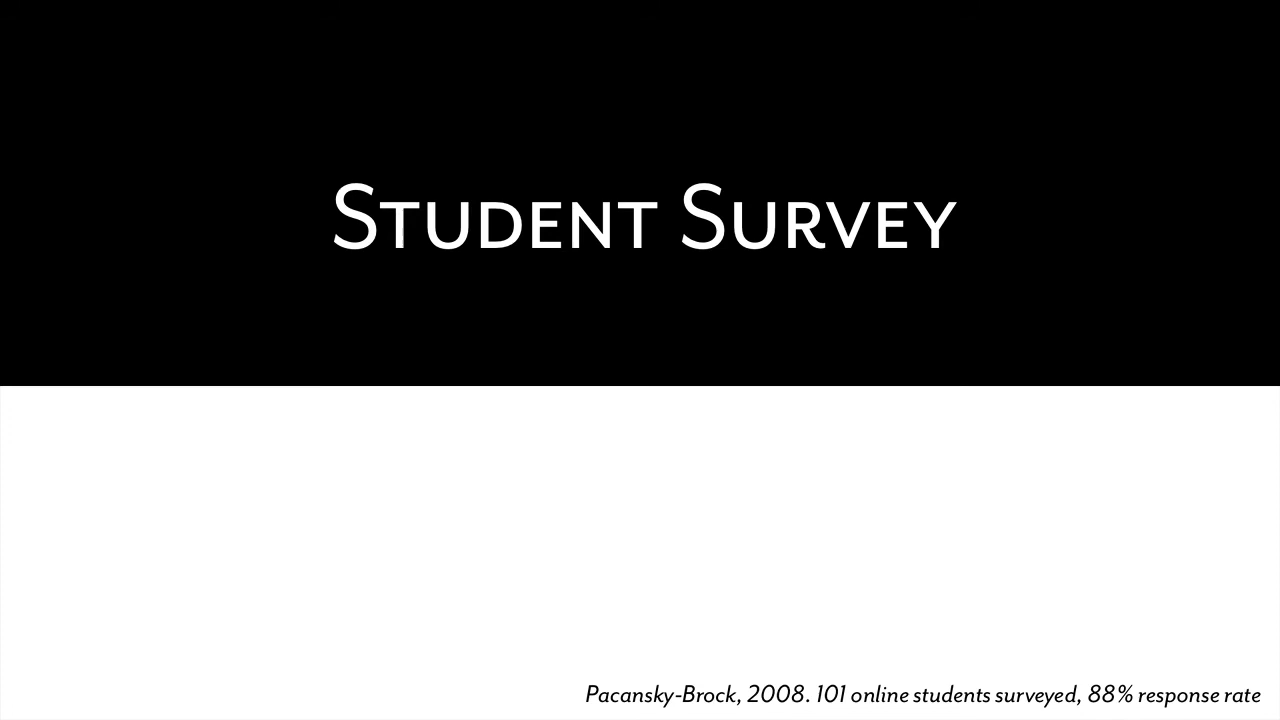 Student Survey
Pacansky-Brock, 2008. 101 online students surveyed, 88% response rate